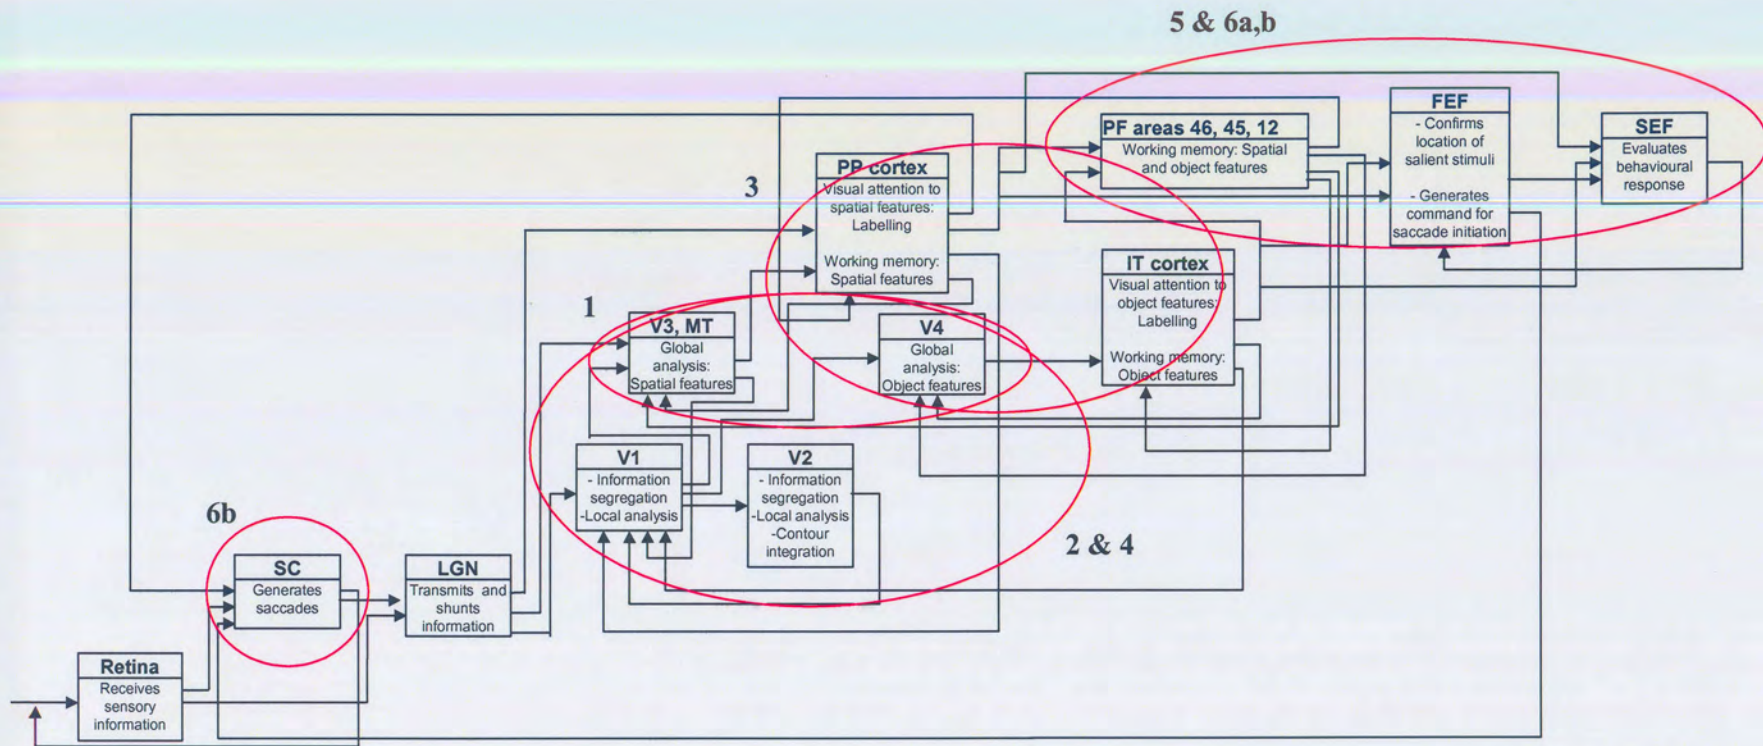 5 & 6a,b
FEF
- Confirms
location of
salient stimuli
- Generates
command for
saccade initiation
SEF
Evaluates
behavioural
response
PF areas 46, 45, 12
Working memory: Spatial
and object features
3
PP cortex
Visual attention to
spatial features:
Labelling
Working memory:
Spatial features
IT cortex
Visual attention to
object features:
Labelling
Working memory:
Object features
1
V3, MT
Global
analysis:
Spatial features
V4
Global
analysis:
Object features
V1
- Information
segregation
-Local analysis
V2
- Information
segregation
-Local analysis
-Contour
integration
2 & 4
6b
SC
Generates
saccades
LGN
Transmits and
shunts
information
Retina
Receives
sensory
information